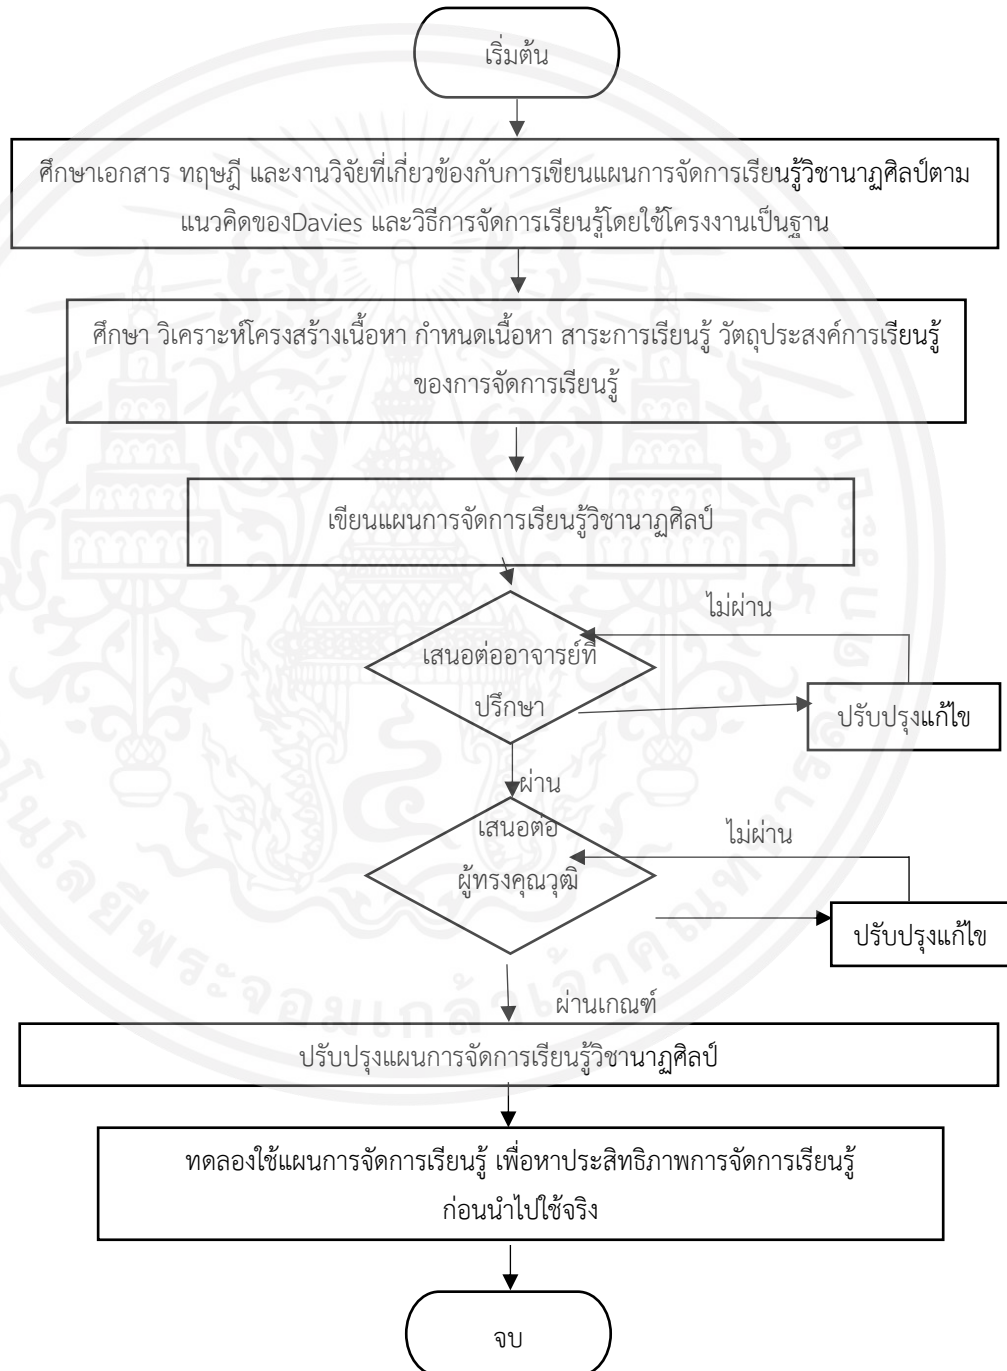 เริ่มต้น
ศึกษาเอกสาร ทฤษฎี และงานวิจัยที่เกี่ยวข้องกับการเขียนแผนการจัดการเรียนรู้วิชานาฏศิลป์ตาม
แนวคิดของDavies และวิธีการจัดการเรียนรู้โดยใช้โครงงานเป็นฐาน
ศึกษา วิเคราะห์โครงสร้างเนื้อหา กำหนดเนื้อหา สาระการเรียนรู้ วัตถุประสงค์การเรียนรู้
ของการจัดการเรียนรู้
เขียนแผนการจัดการเรียนรู้วิชานาฏศิลป์
ไม่ผ่าน
เสนอต่ออาจารย์ที่
ปรึกษา
ปรับปรุงแก้ไข
ผ่าน
เสนอต่อ
ไม่ผ่าน
ผู้ทรงคุณวุฒิ
ปรับปรุงแก้ไข
ผ่านเกณฑ์
ปรับปรุงแผนการจัดการเรียนรู้วิชานาฏศิลป์
ทดลองใช้แผนการจัดการเรียนรู้ เพื่อหาประสิทธิภาพการจัดการเรียนรู้
ก่อนนำไปใช้จริง
จบ